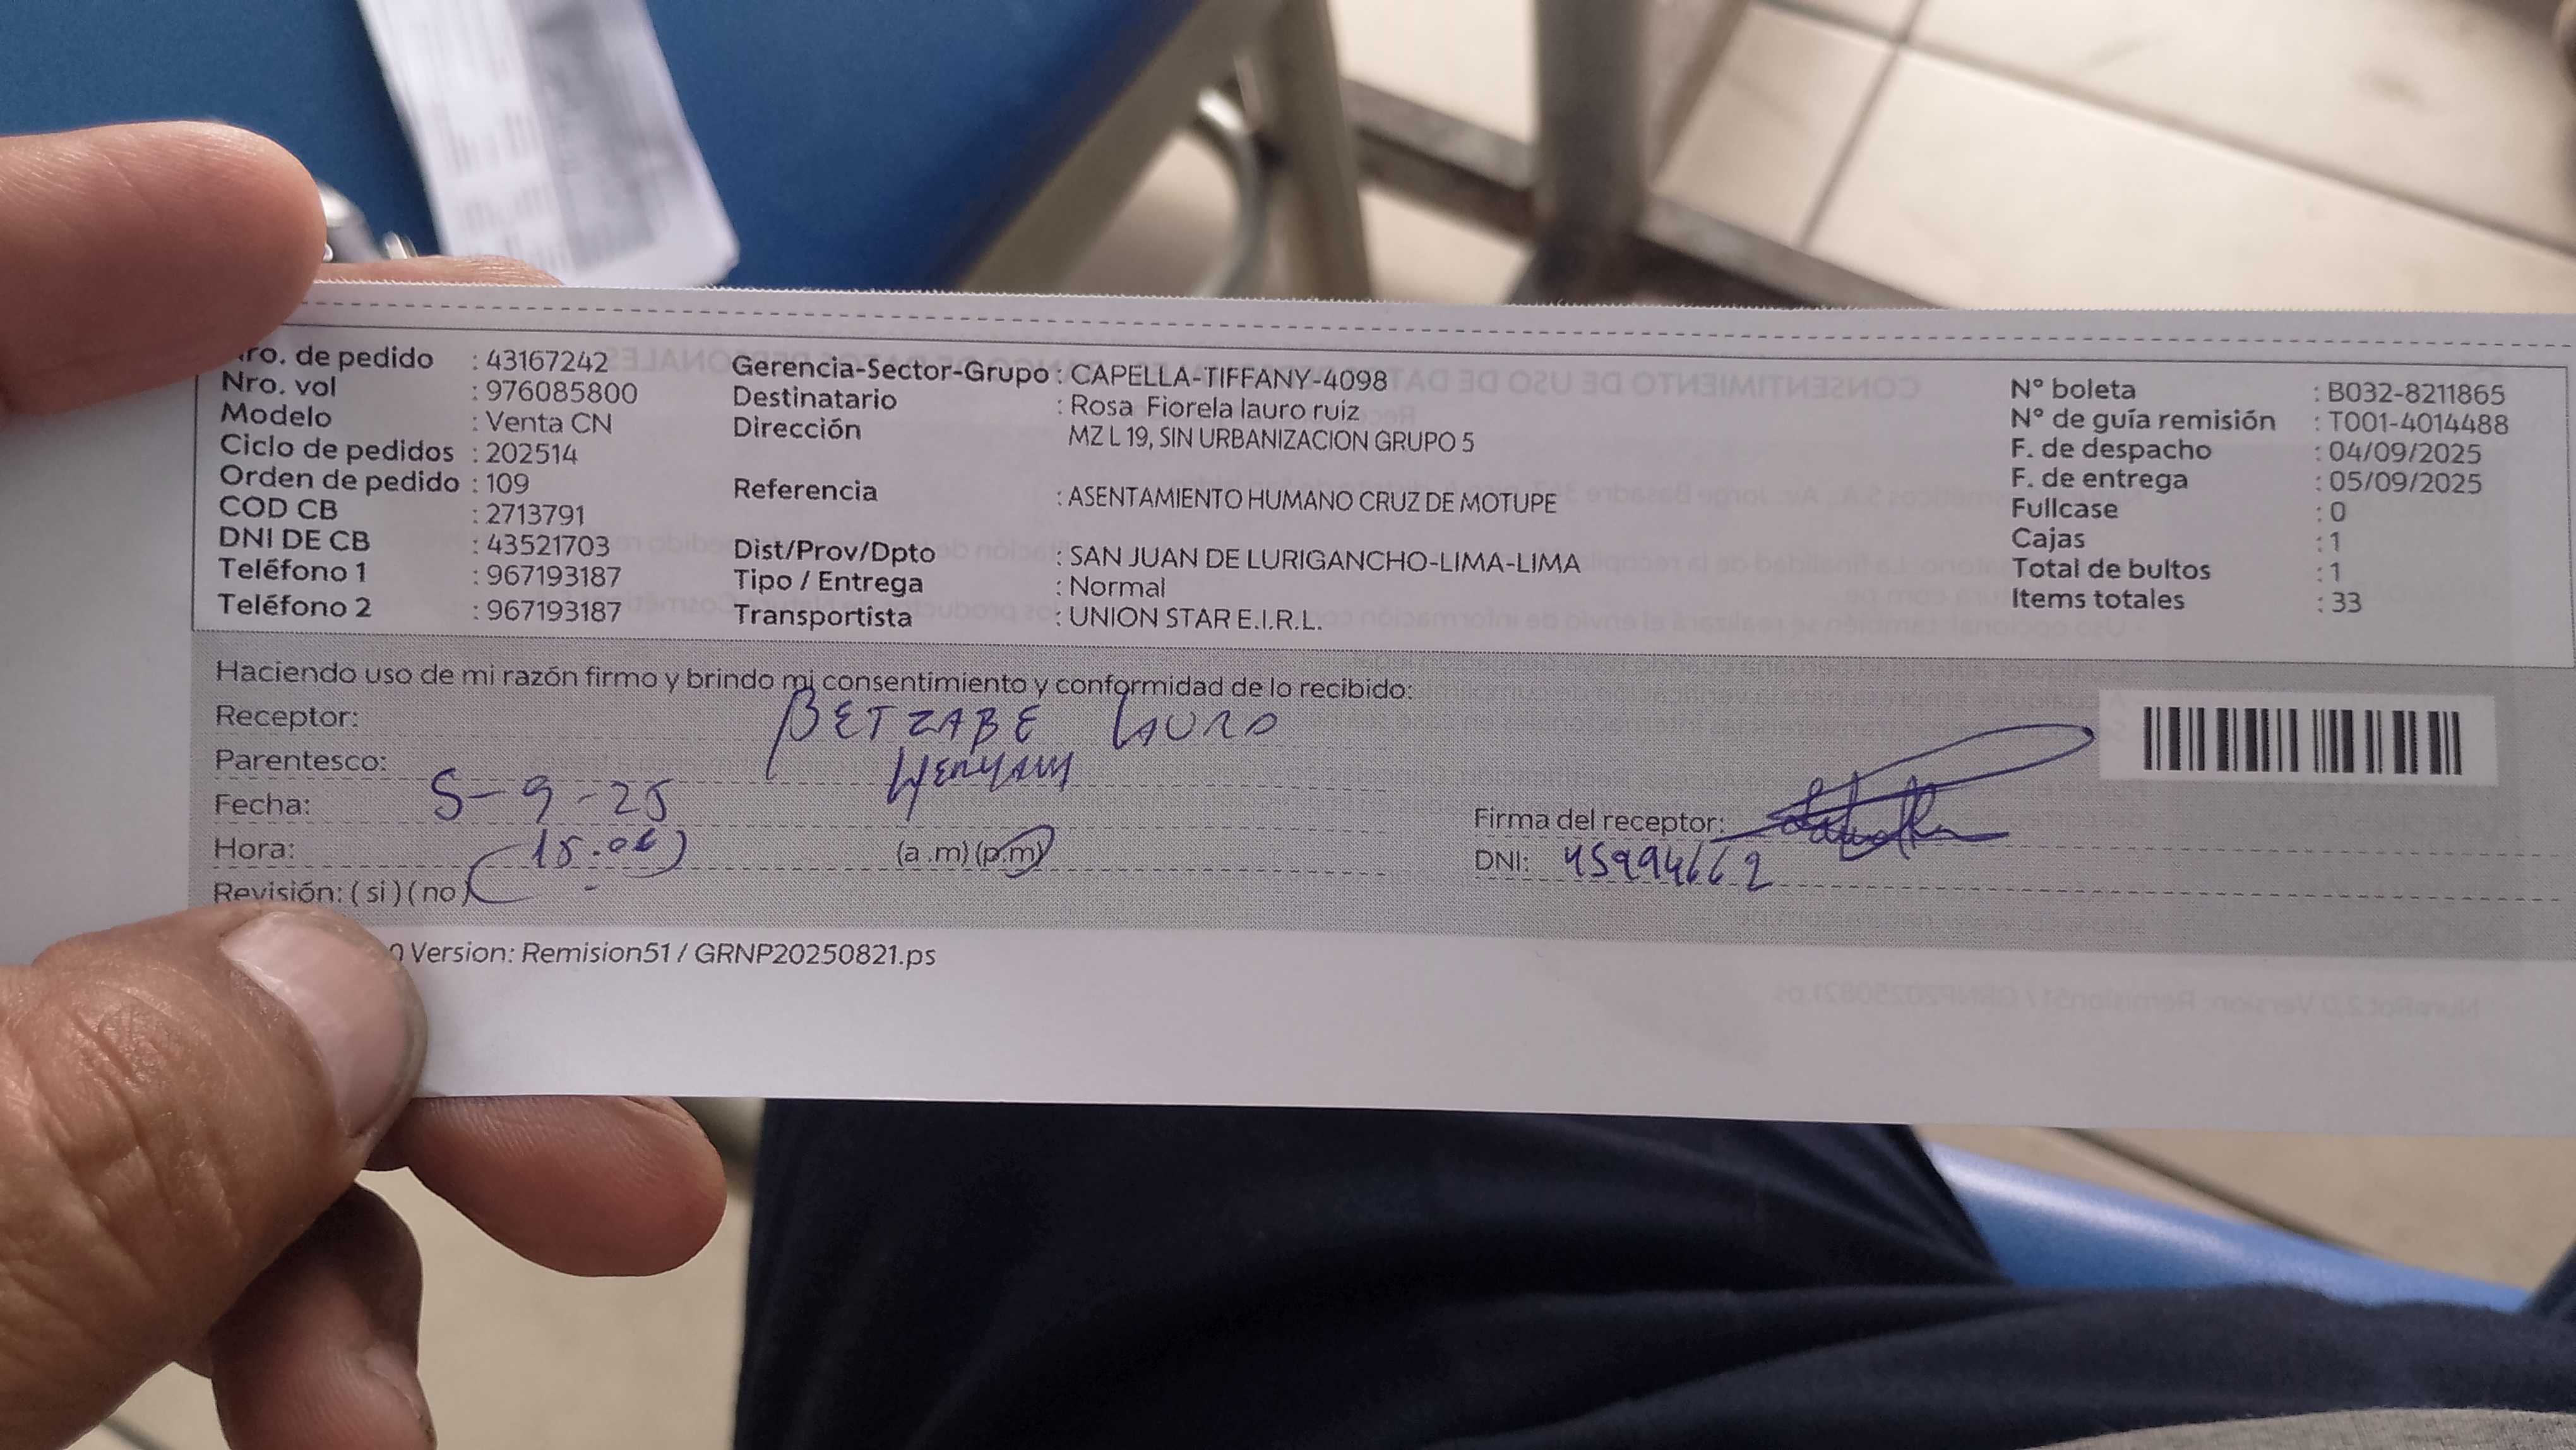 ro. de pedido : 43167242
Nro. vol : 976085800
Modelo : Venta CN
Ciclo de pedidos : 202514
Orden de pedido : 109
COD CB : 2713791
DNI DE CB : 43521703
Teléfono 1 : 967193187
Teléfono 2 : 967193187
Gerencia-Sector-Grupo : CAPELLA-TIFFANY-4098
Destinatario : Rosa Fiorela lauro ruiz
Dirección MZ L 19, SIN URBANIZACION GRUPO 5
Referencia : ASENTAMIENTO HUMANO CRUZ DE MOTUPE
Dist/Prov/Dpto : SAN JUAN DE LURIGANCHO-LIMA-LIMA
Tipo / Entrega : Normal
Transportista : UNION STAR E.I.R.L.
N° boleta : B032-8211865
N° de guía remisión : T001-4014488
F. de despacho : 04/09/2025
F. de entrega : 05/09/2025
Fullcase : 0
Cajas : 1
Total de bultos : 1
Items totales : 33
Haciendo uso de mi razón firmo y brindo mi consentimiento y conformidad de lo recibido:
Receptor: BETZABE LAURO
Parentesco:
Fecha: 5-9-25
Hora: 15.06 (a .m) (p.m)
Revisión: ( si ) ( no )
Firma del receptor:
DNI: 45994662
0 Version: Remision51 / GRNP20250821.ps